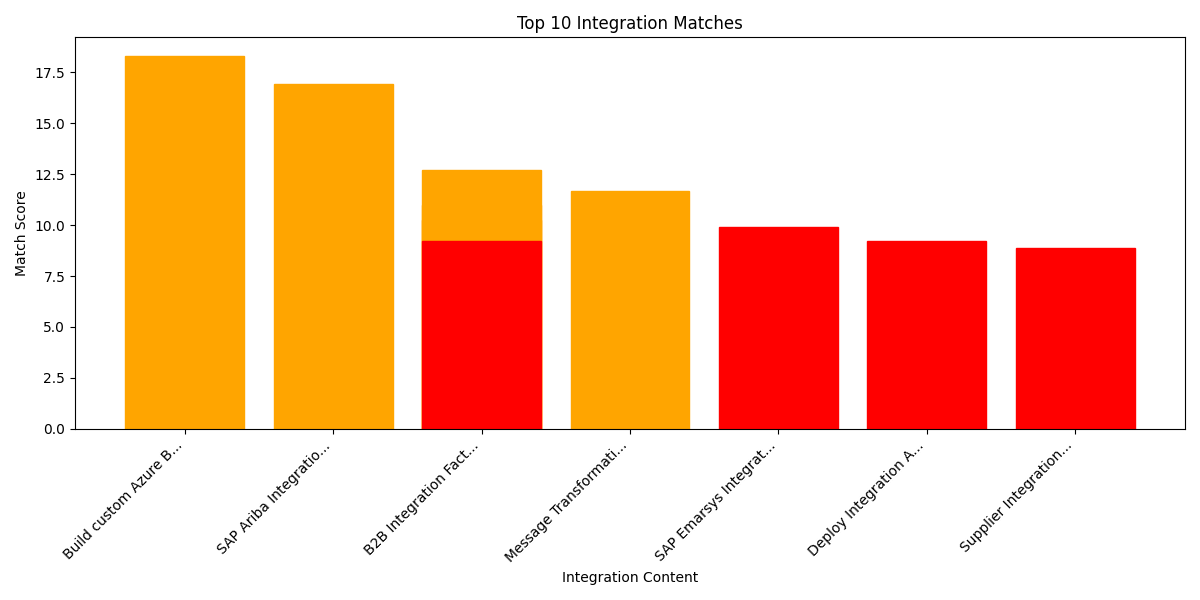 Top 10 Integration Matches
Match Score
17.5
15.0
12.5
10.0
7.5
5.0
2.5
0.0
Build custom Azure B...
SAP Ariba Integratio...
B2B Integration Fact...
Message Transformati...
SAP Emarsys Integrat...
Deploy Integration A...
Supplier Integration...
Integration Content